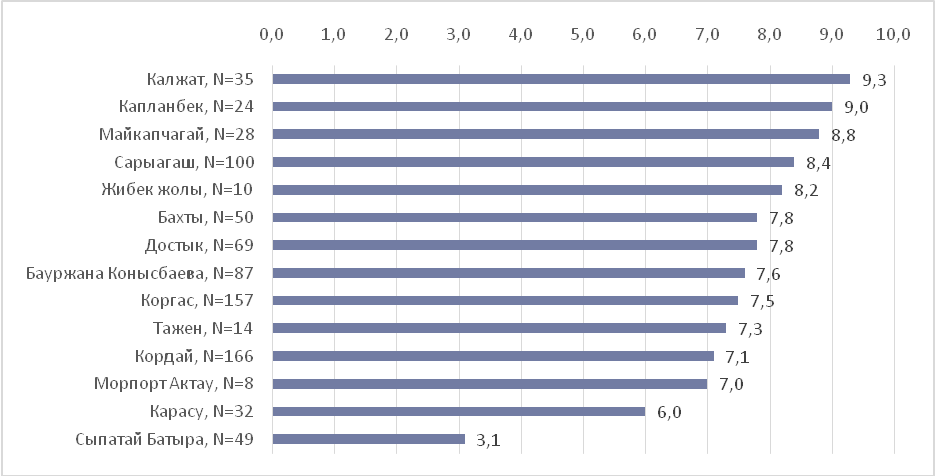 0,0 1,0 2,0 3,0 4,0 5,0 6,0 7,0 8,0 9,0 10,0
Калжат, N=35 9,3
Капланбек, N=24 9,0
Майкапчагай, N=28 8,8
Сарыагаш, N=100 8,4
Жибек жолы, N=10 8,2
Бахты, N=50 7,8
Достык, N=69 7,8
Бауржана Конысбаева, N=87 7,6
Коргас, N=157 7,5
Тажен, N=14 7,3
Кордай, N=166 7,1
Морпорт Актау, N=8 7,0
Карасу, N=32 6,0
Сыпатай Батыра, N=49 3,1